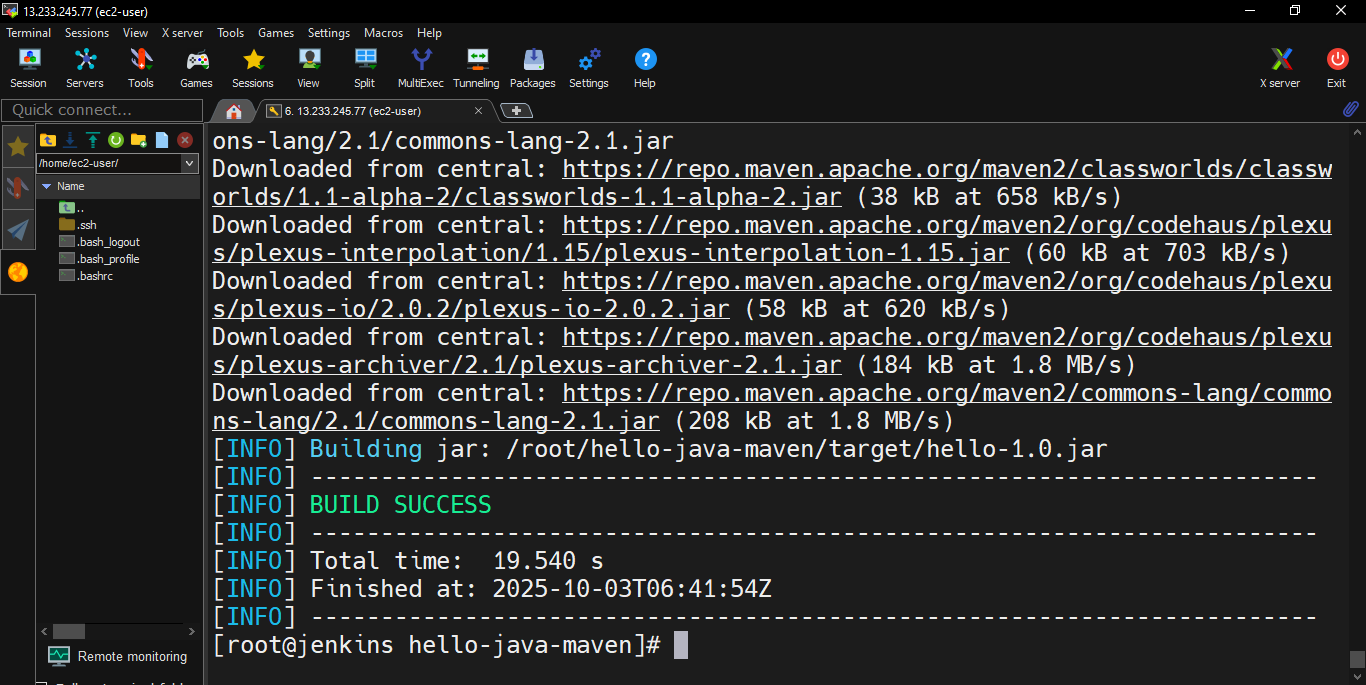 13.233.245.77 (ec2-user)
Terminal Sessions View X server Tools Games Settings Macros Help
Session Servers Tools Games Sessions View Split MultiExec Tunneling Packages Settings Help X server Exit
Quick connect...
6. 13.233.245.77 (ec2-user)
/home/ec2-user/
Name
..
.ssh
.bash_logout
.bash_profile
.bashrc
Remote monitoring
ons-lang/2.1/commons-lang-2.1.jar
Downloaded from central: https://repo.maven.apache.org/maven2/classworlds/classw
orlds/1.1-alpha-2/classworlds-1.1-alpha-2.jar (38 kB at 658 kB/s)
Downloaded from central: https://repo.maven.apache.org/maven2/org/codehaus/plexu
s/plexus-interpolation/1.15/plexus-interpolation-1.15.jar (60 kB at 703 kB/s)
Downloaded from central: https://repo.maven.apache.org/maven2/org/codehaus/plexu
s/plexus-io/2.0.2/plexus-io-2.0.2.jar (58 kB at 620 kB/s)
Downloaded from central: https://repo.maven.apache.org/maven2/org/codehaus/plexu
s/plexus-archiver/2.1/plexus-archiver-2.1.jar (184 kB at 1.8 MB/s)
Downloaded from central: https://repo.maven.apache.org/maven2/commons-lang/commo
ns-lang/2.1/commons-lang-2.1.jar (208 kB at 1.8 MB/s)
[INFO] Building jar: /root/hello-java-maven/target/hello-1.0.jar
[INFO] ------------------------------------------------------------------------
[INFO] BUILD SUCCESS
[INFO] ------------------------------------------------------------------------
[INFO] Total time:  19.540 s
[INFO] Finished at: 2025-10-03T06:41:54Z
[INFO] ------------------------------------------------------------------------
[root@jenkins hello-java-maven]#